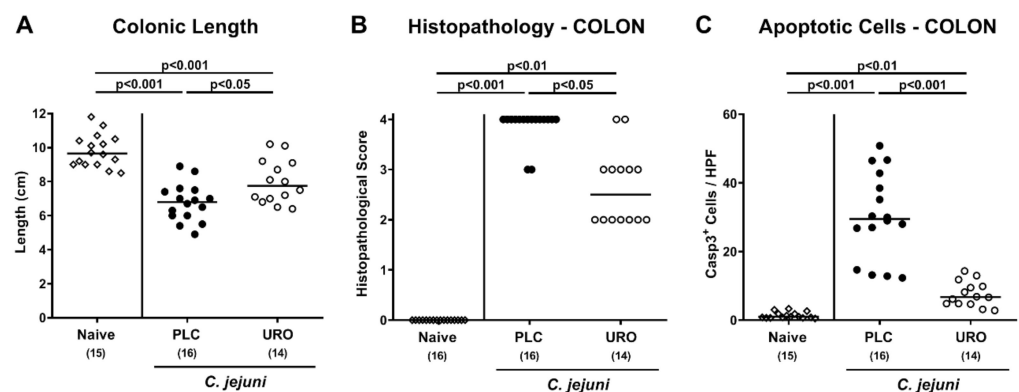 A Colonic Length
p<0.001
p<0.001 p<0.05
Length (cm)
12
10
8
6
4
2
0
Naive PLC URO
(15) (16) (14)
C. jejuni
B Histopathology - COLON
p<0.01
p<0.001 p<0.05
Histopathological Score
4
3
2
1
0
Naive PLC URO
(16) (16) (14)
C. jejuni
C Apoptotic Cells - COLON
p<0.01
p<0.001 p<0.001
Casp3+ Cells / HPF
60
40
20
0
Naive PLC URO
(15) (16) (14)
C. jejuni